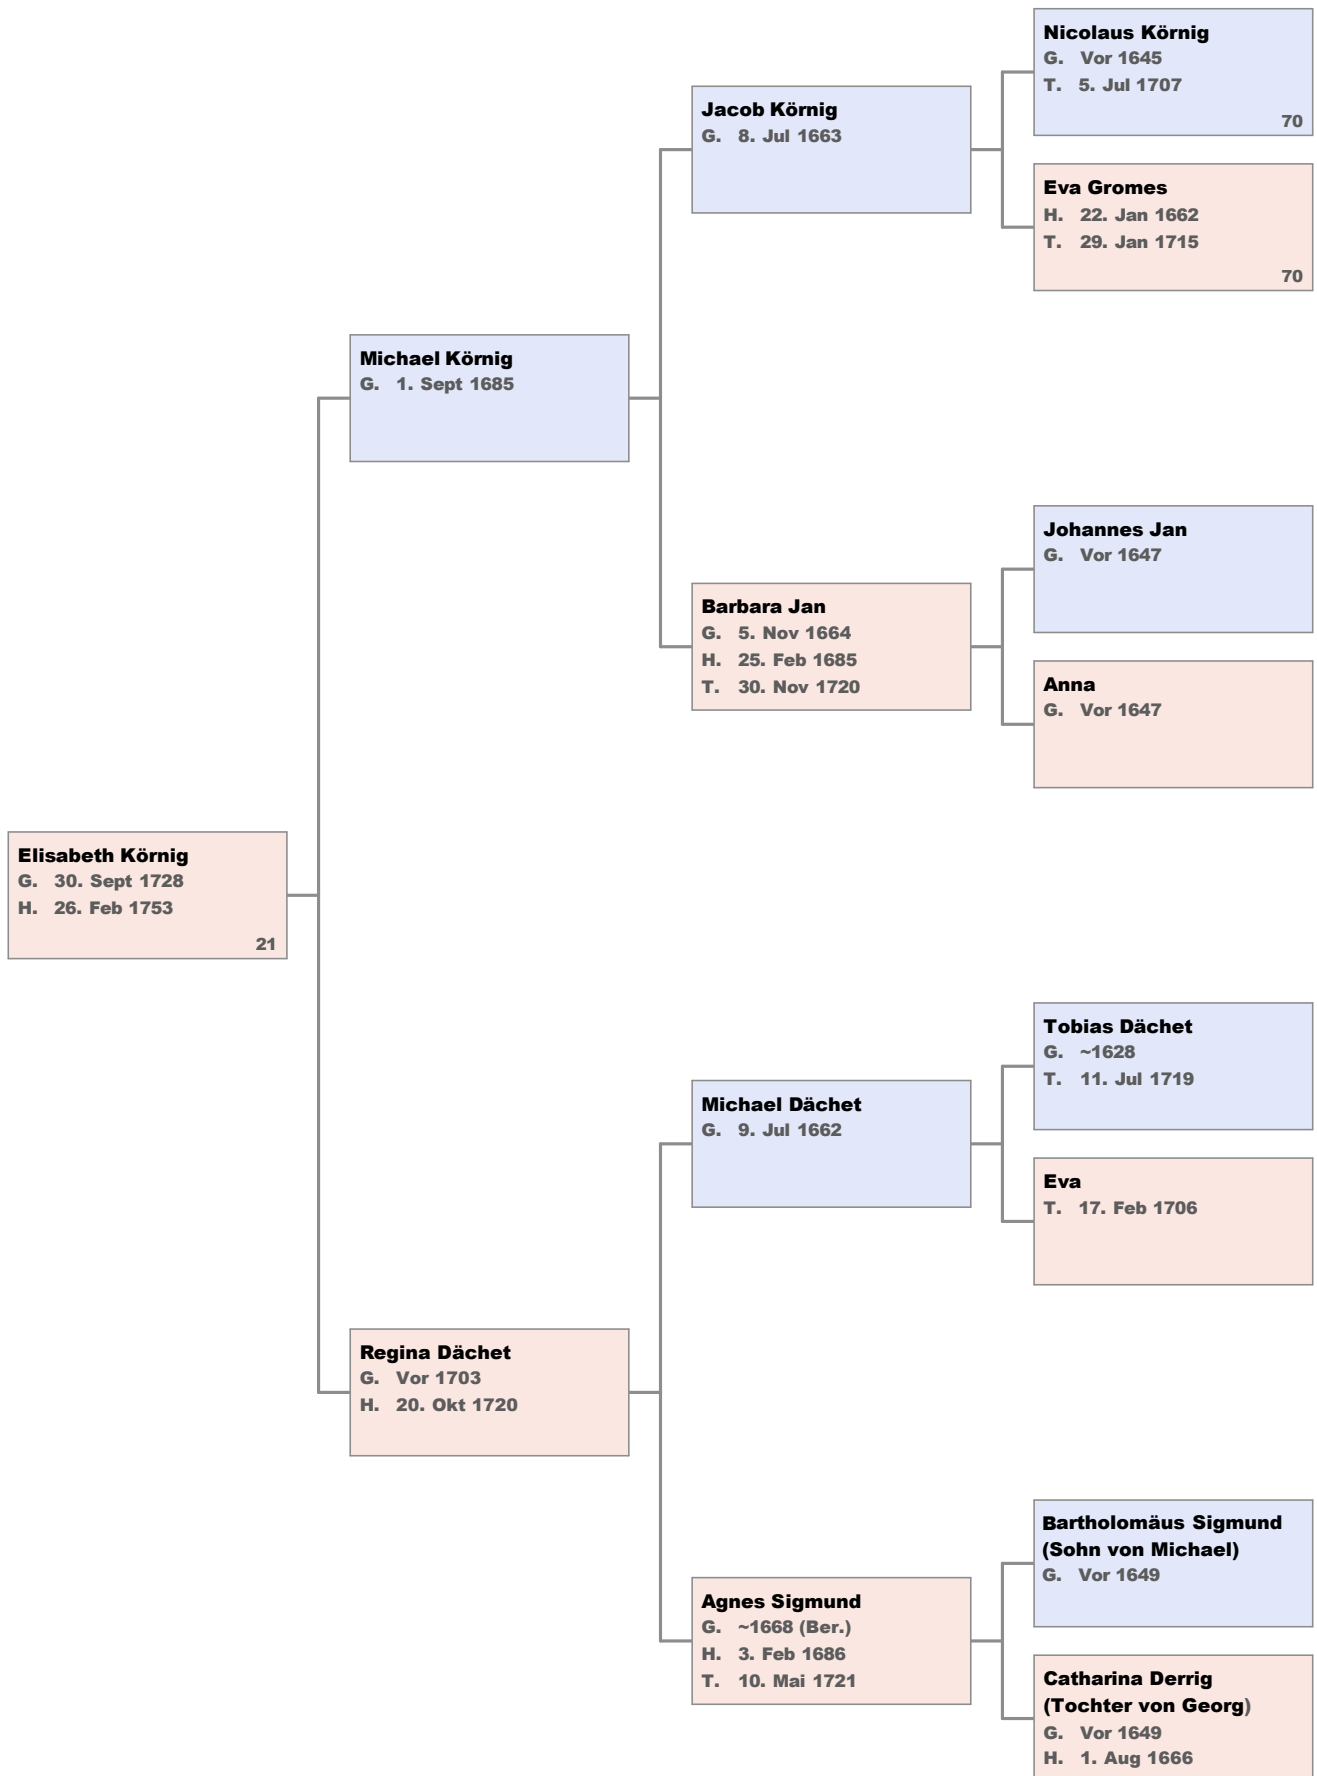 Nicolaus Körnig
G. Vor 1645
T. 5. Jul 1707
70
Jacob Körnig
G. 8. Jul 1663
Eva Gromes
H. 22. Jan 1662
T. 29. Jan 1715
70
Michael Körnig
G. 1. Sept 1685
Johannes Jan
G. Vor 1647
Barbara Jan
G. 5. Nov 1664
H. 25. Feb 1685
T. 30. Nov 1720
Anna
G. Vor 1647
Elisabeth Körnig
G. 30. Sept 1728
H. 26. Feb 1753
21
Tobias Dächet
G. ~1628
T. 11. Jul 1719
Michael Dächet
G. 9. Jul 1662
Eva
T. 17. Feb 1706
Regina Dächet
G. Vor 1703
H. 20. Okt 1720
Bartholomäus Sigmund
(Sohn von Michael)
G. Vor 1649
Agnes Sigmund
G. ~1668 (Ber.)
H. 3. Feb 1686
T. 10. Mai 1721
Catharina Derrig
(Tochter von Georg)
G. Vor 1649
H. 1. Aug 1666